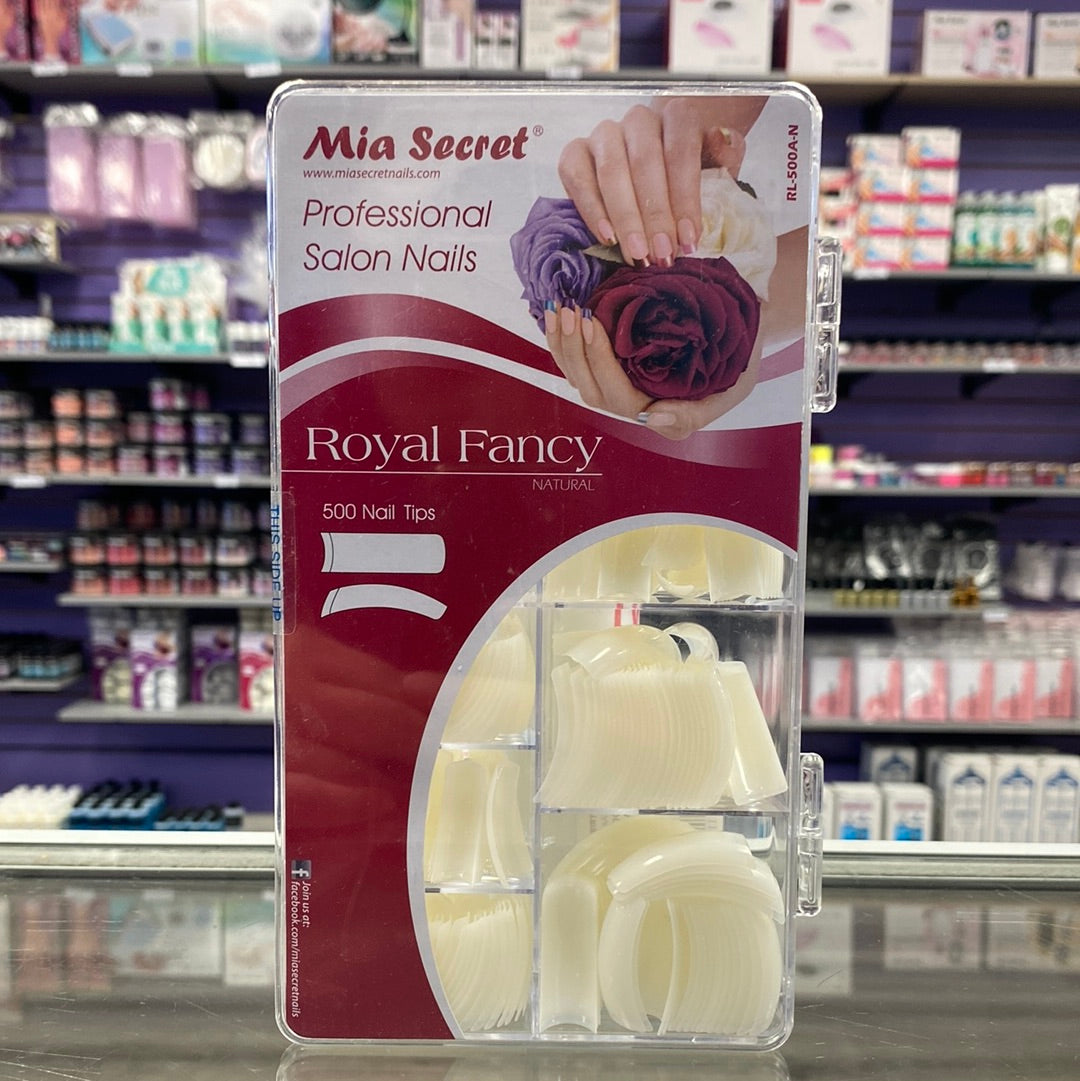 Mia Secret®
www.miasecretnails.com
Professional
Salon Nails
RL-500A-N
Royal Fancy
NATURAL
500 Nail Tips
THIS SIDE UP
Join us at:
facebook.com/miasecretnails